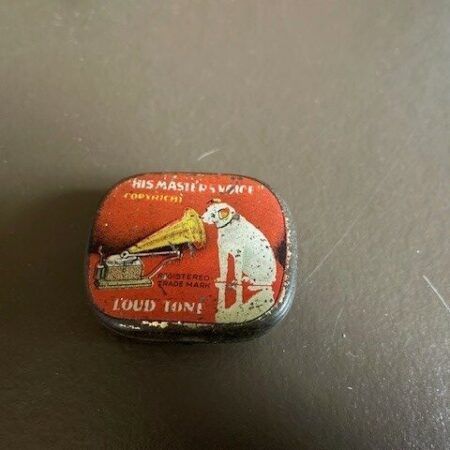 "HIS MASTER'S VOICE"
COPYRIGHT
REGISTERED
TRADE MARK
LOUD TONE